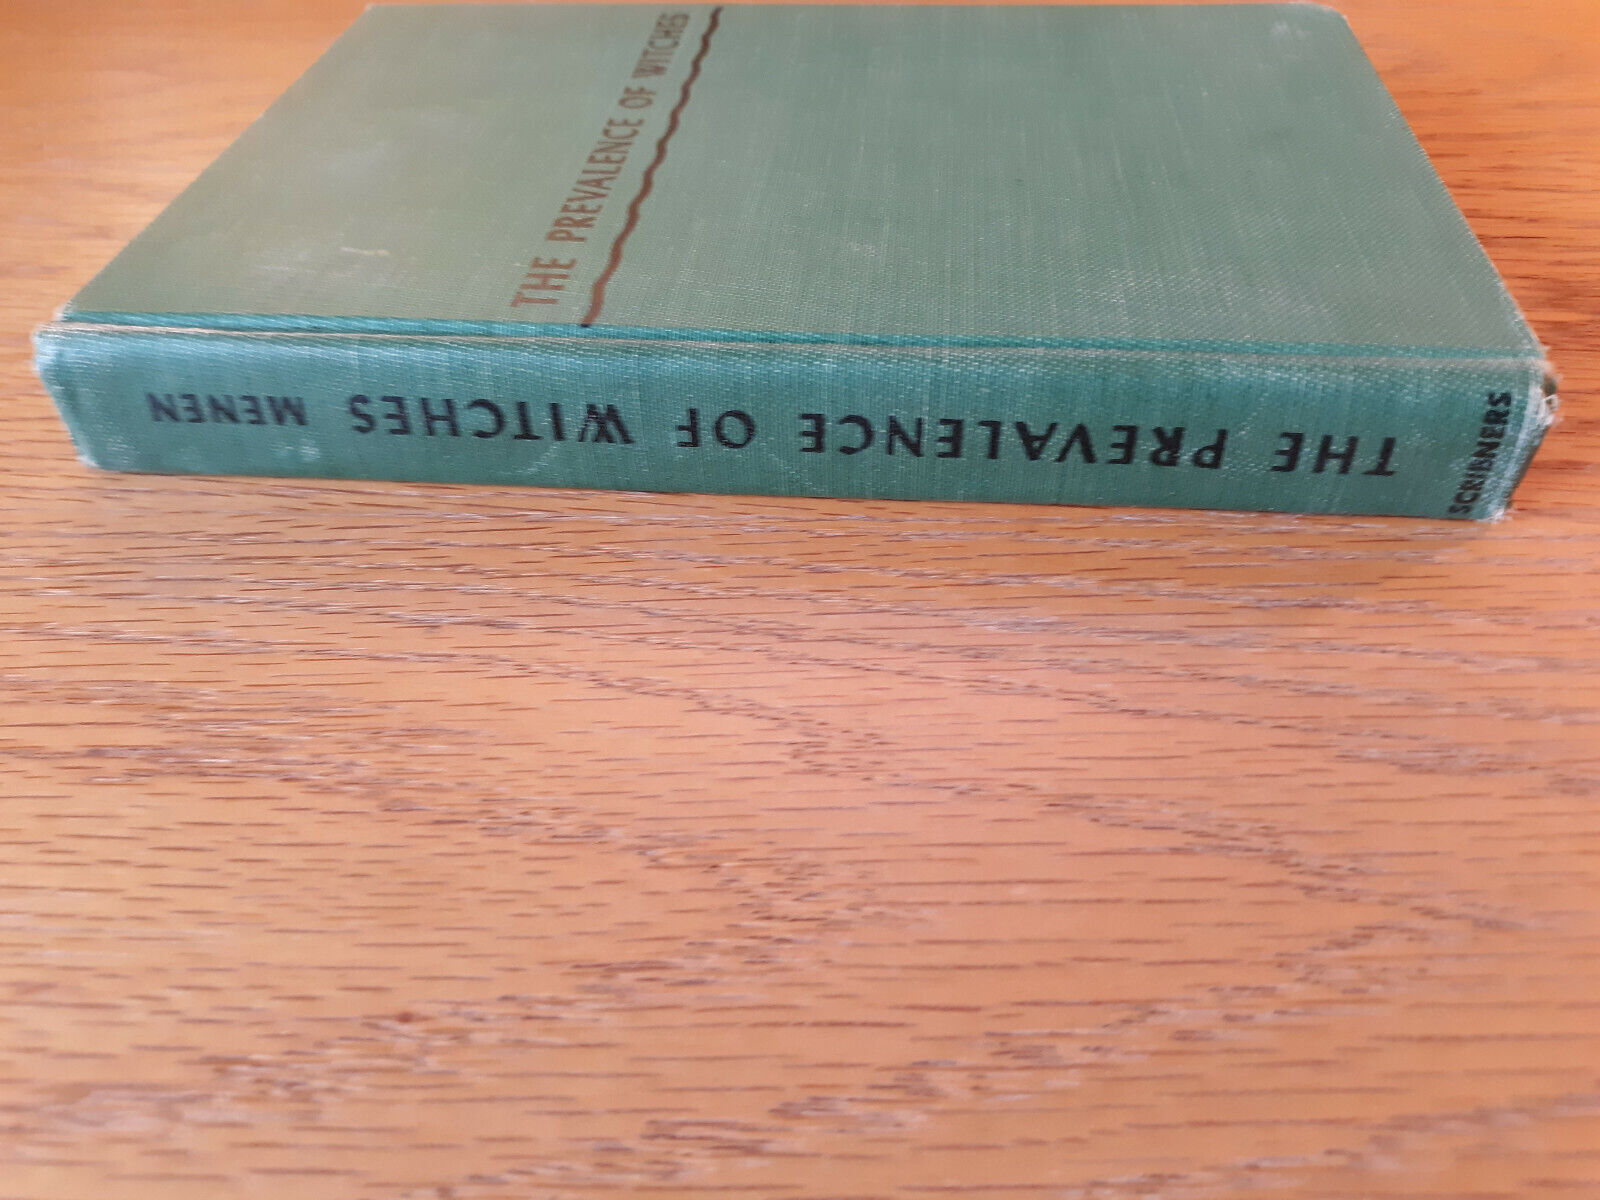 THE PREVALENCE OF WITCHES
THE PREVALENCE OF WITCHES MENEN
SCRIBNERS